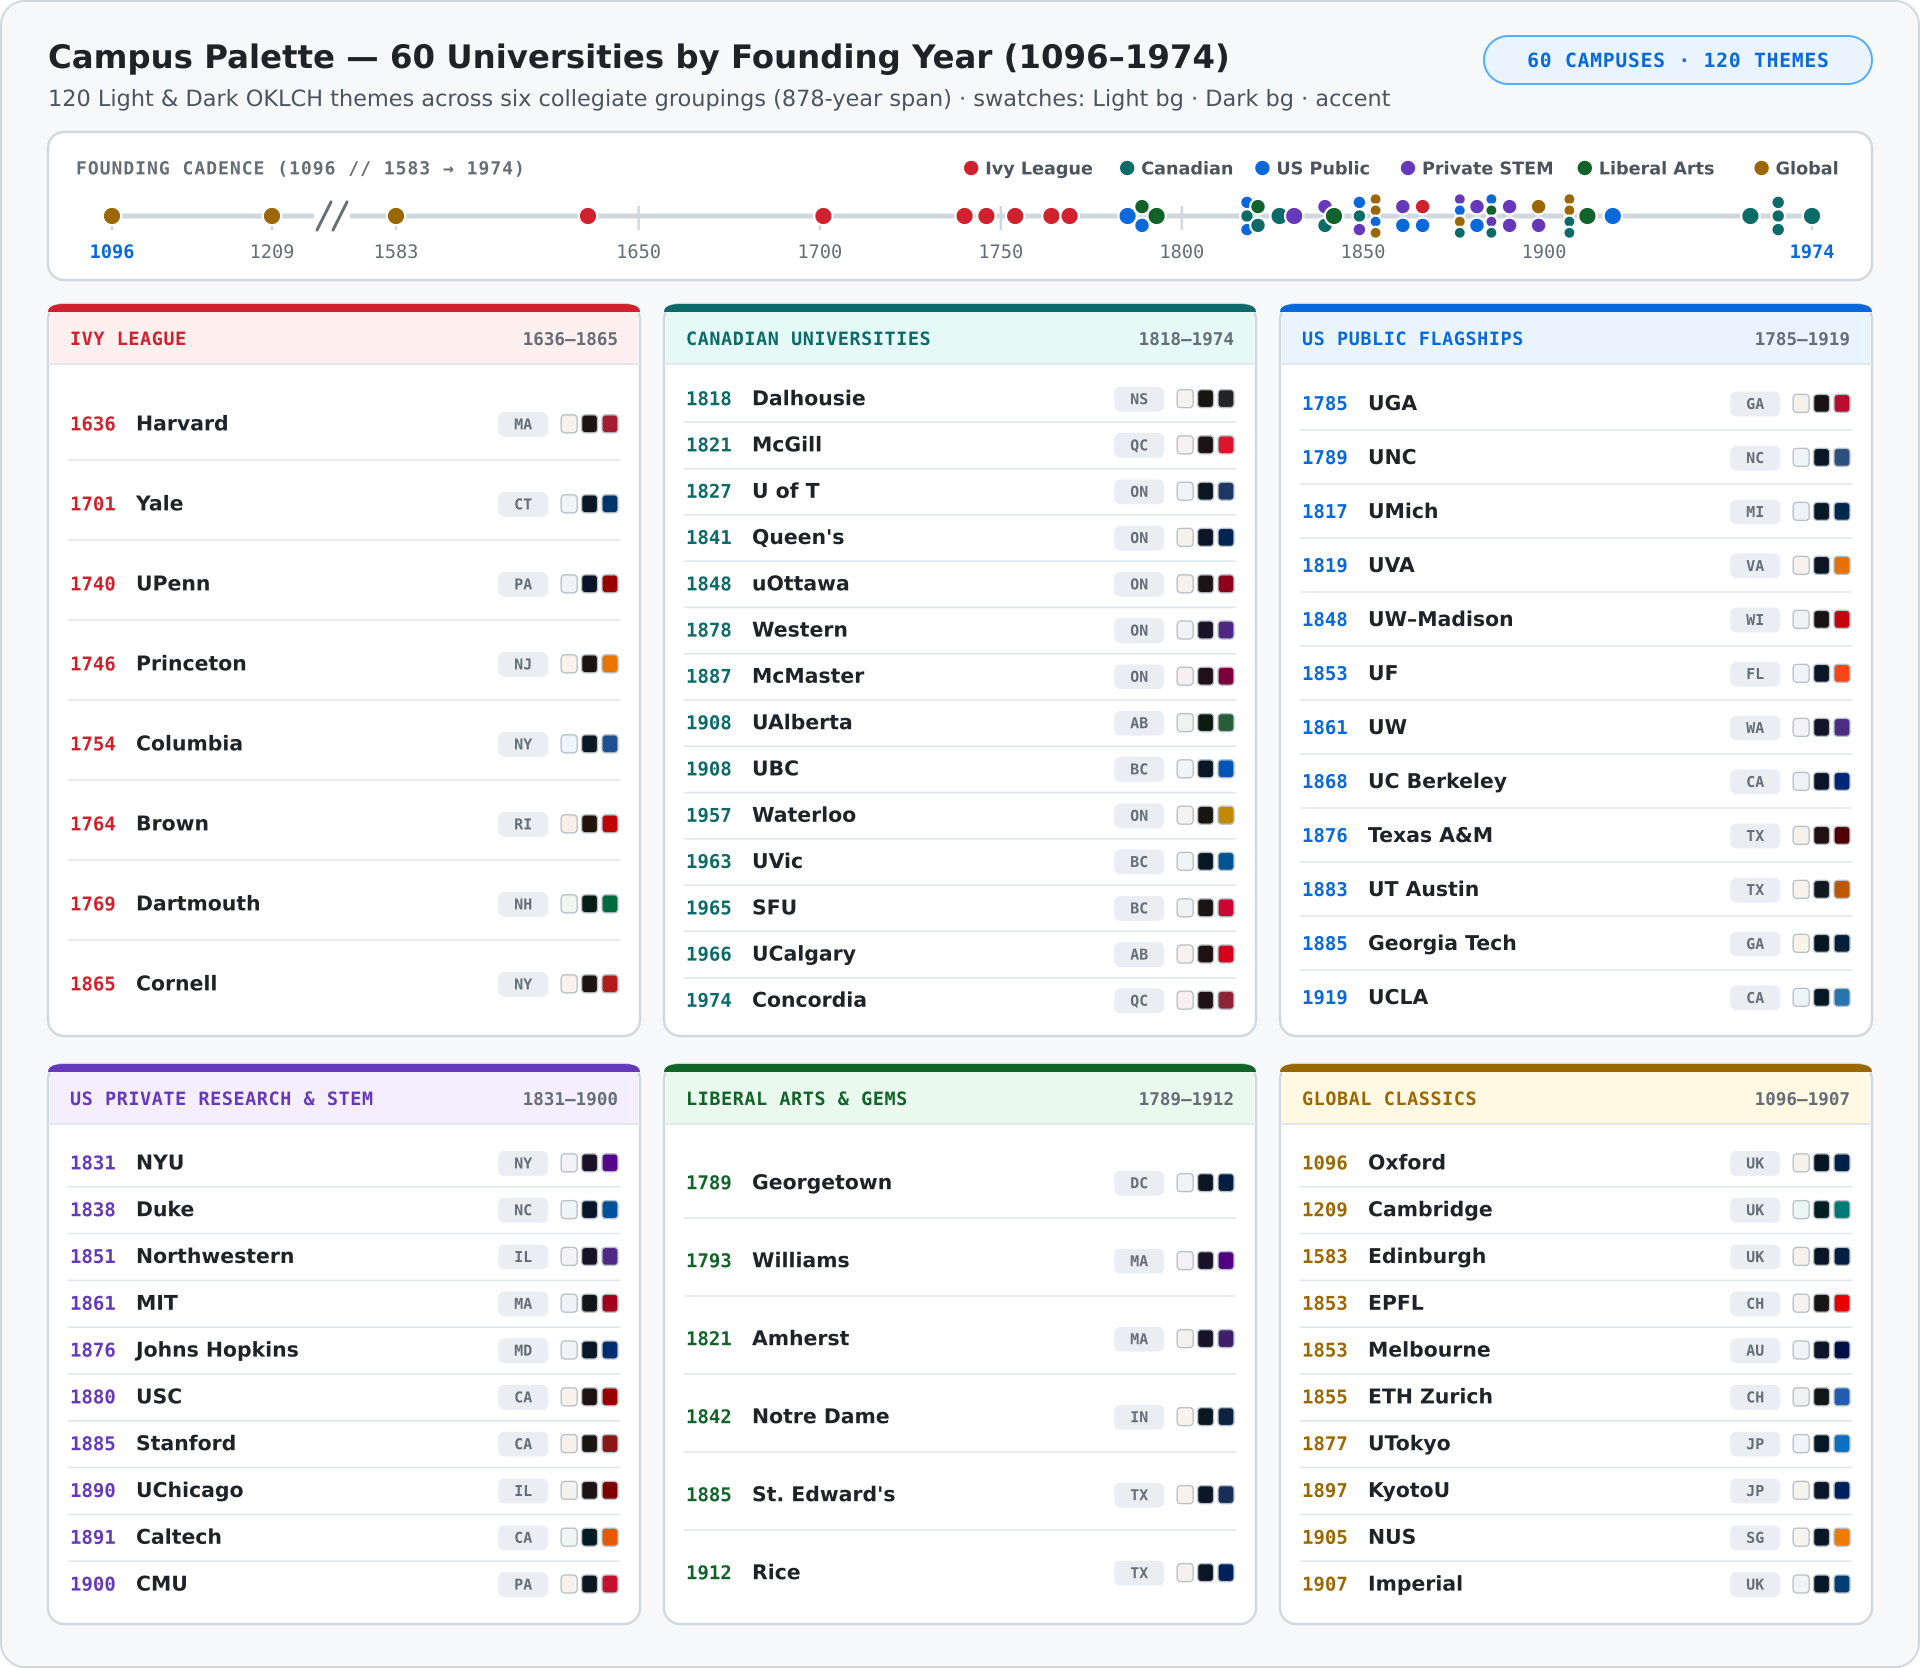 Campus Palette — 60 Universities by Founding Year (1096–1974)
60 CAMPUSES · 120 THEMES
120 Light & Dark OKLCH themes across six collegiate groupings (878-year span) · swatches: Light bg · Dark bg · accent
FOUNDING CADENCE (1096 // 1583 → 1974)
Ivy League
Canadian
US Public
Private STEM
Liberal Arts
Global
1096
1209
1583
1650
1700
1750
1800
1850
1900
1974
IVY LEAGUE 1636–1865
1636 Harvard MA
1701 Yale CT
1740 UPenn PA
1746 Princeton NJ
1754 Columbia NY
1764 Brown RI
1769 Dartmouth NH
1865 Cornell NY
CANADIAN UNIVERSITIES 1818–1974
1818 Dalhousie NS
1821 McGill QC
1827 U of T ON
1841 Queen's ON
1848 uOttawa ON
1878 Western ON
1887 McMaster ON
1908 UAlberta AB
1908 UBC BC
1957 Waterloo ON
1963 UVic BC
1965 SFU BC
1966 UCalgary AB
1974 Concordia QC
US PUBLIC FLAGSHIPS 1785–1919
1785 UGA GA
1789 UNC NC
1817 UMich MI
1819 UVA VA
1848 UW–Madison WI
1853 UF FL
1861 UW WA
1868 UC Berkeley CA
1876 Texas A&M TX
1883 UT Austin TX
1885 Georgia Tech GA
1919 UCLA CA
US PRIVATE RESEARCH & STEM 1831–1900
1831 NYU NY
1838 Duke NC
1851 Northwestern IL
1861 MIT MA
1876 Johns Hopkins MD
1880 USC CA
1885 Stanford CA
1890 UChicago IL
1891 Caltech CA
1900 CMU PA
LIBERAL ARTS & GEMS 1789–1912
1789 Georgetown DC
1793 Williams MA
1821 Amherst MA
1842 Notre Dame IN
1885 St. Edward's TX
1912 Rice TX
GLOBAL CLASSICS 1096–1907
1096 Oxford UK
1209 Cambridge UK
1583 Edinburgh UK
1853 EPFL CH
1853 Melbourne AU
1855 ETH Zurich CH
1877 UTokyo JP
1897 KyotoU JP
1905 NUS SG
1907 Imperial UK